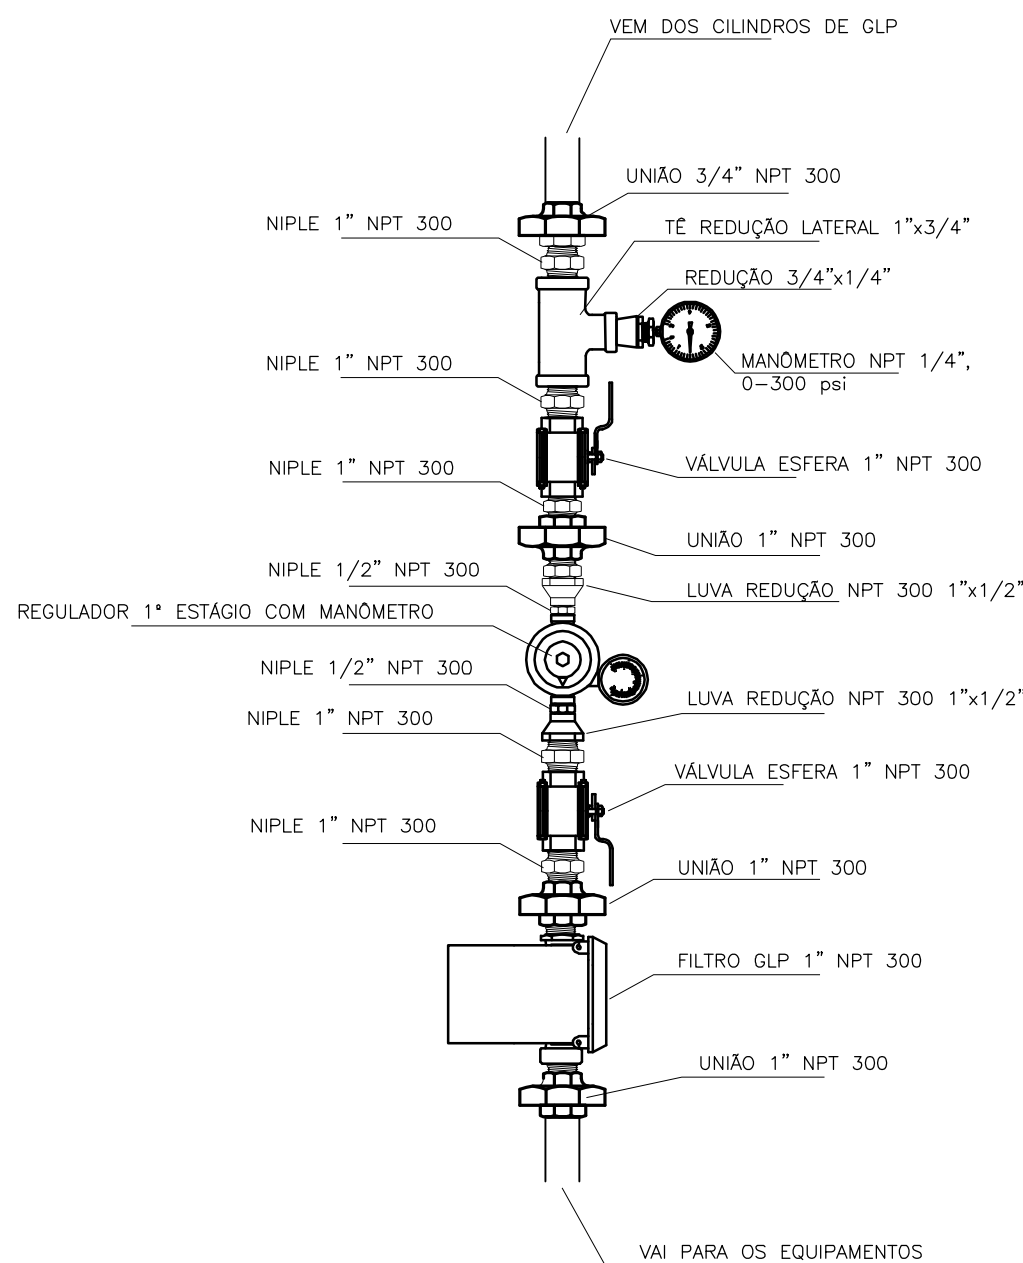 VEM DOS CILINDROS DE GLP
UNIÃO 3/4" NPT 300
NIPLE 1" NPT 300
TÊ REDUÇÃO LATERAL 1"x3/4"
REDUÇÃO 3/4"x1/4"
NIPLE 1" NPT 300
MANÔMETRO NPT 1/4",
0-300 psi
NIPLE 1" NPT 300
VÁLVULA ESFERA 1" NPT 300
UNIÃO 1" NPT 300
NIPLE 1/2" NPT 300
LUVA REDUÇÃO NPT 300 1"x1/2"
REGULADOR 1ª ESTÁGIO COM MANÔMETRO
NIPLE 1/2" NPT 300
LUVA REDUÇÃO NPT 300 1"x1/2"
NIPLE 1" NPT 300
VÁLVULA ESFERA 1" NPT 300
NIPLE 1" NPT 300
UNIÃO 1" NPT 300
FILTRO GLP 1" NPT 300
UNIÃO 1" NPT 300
VAI PARA OS EQUIPAMENTOS